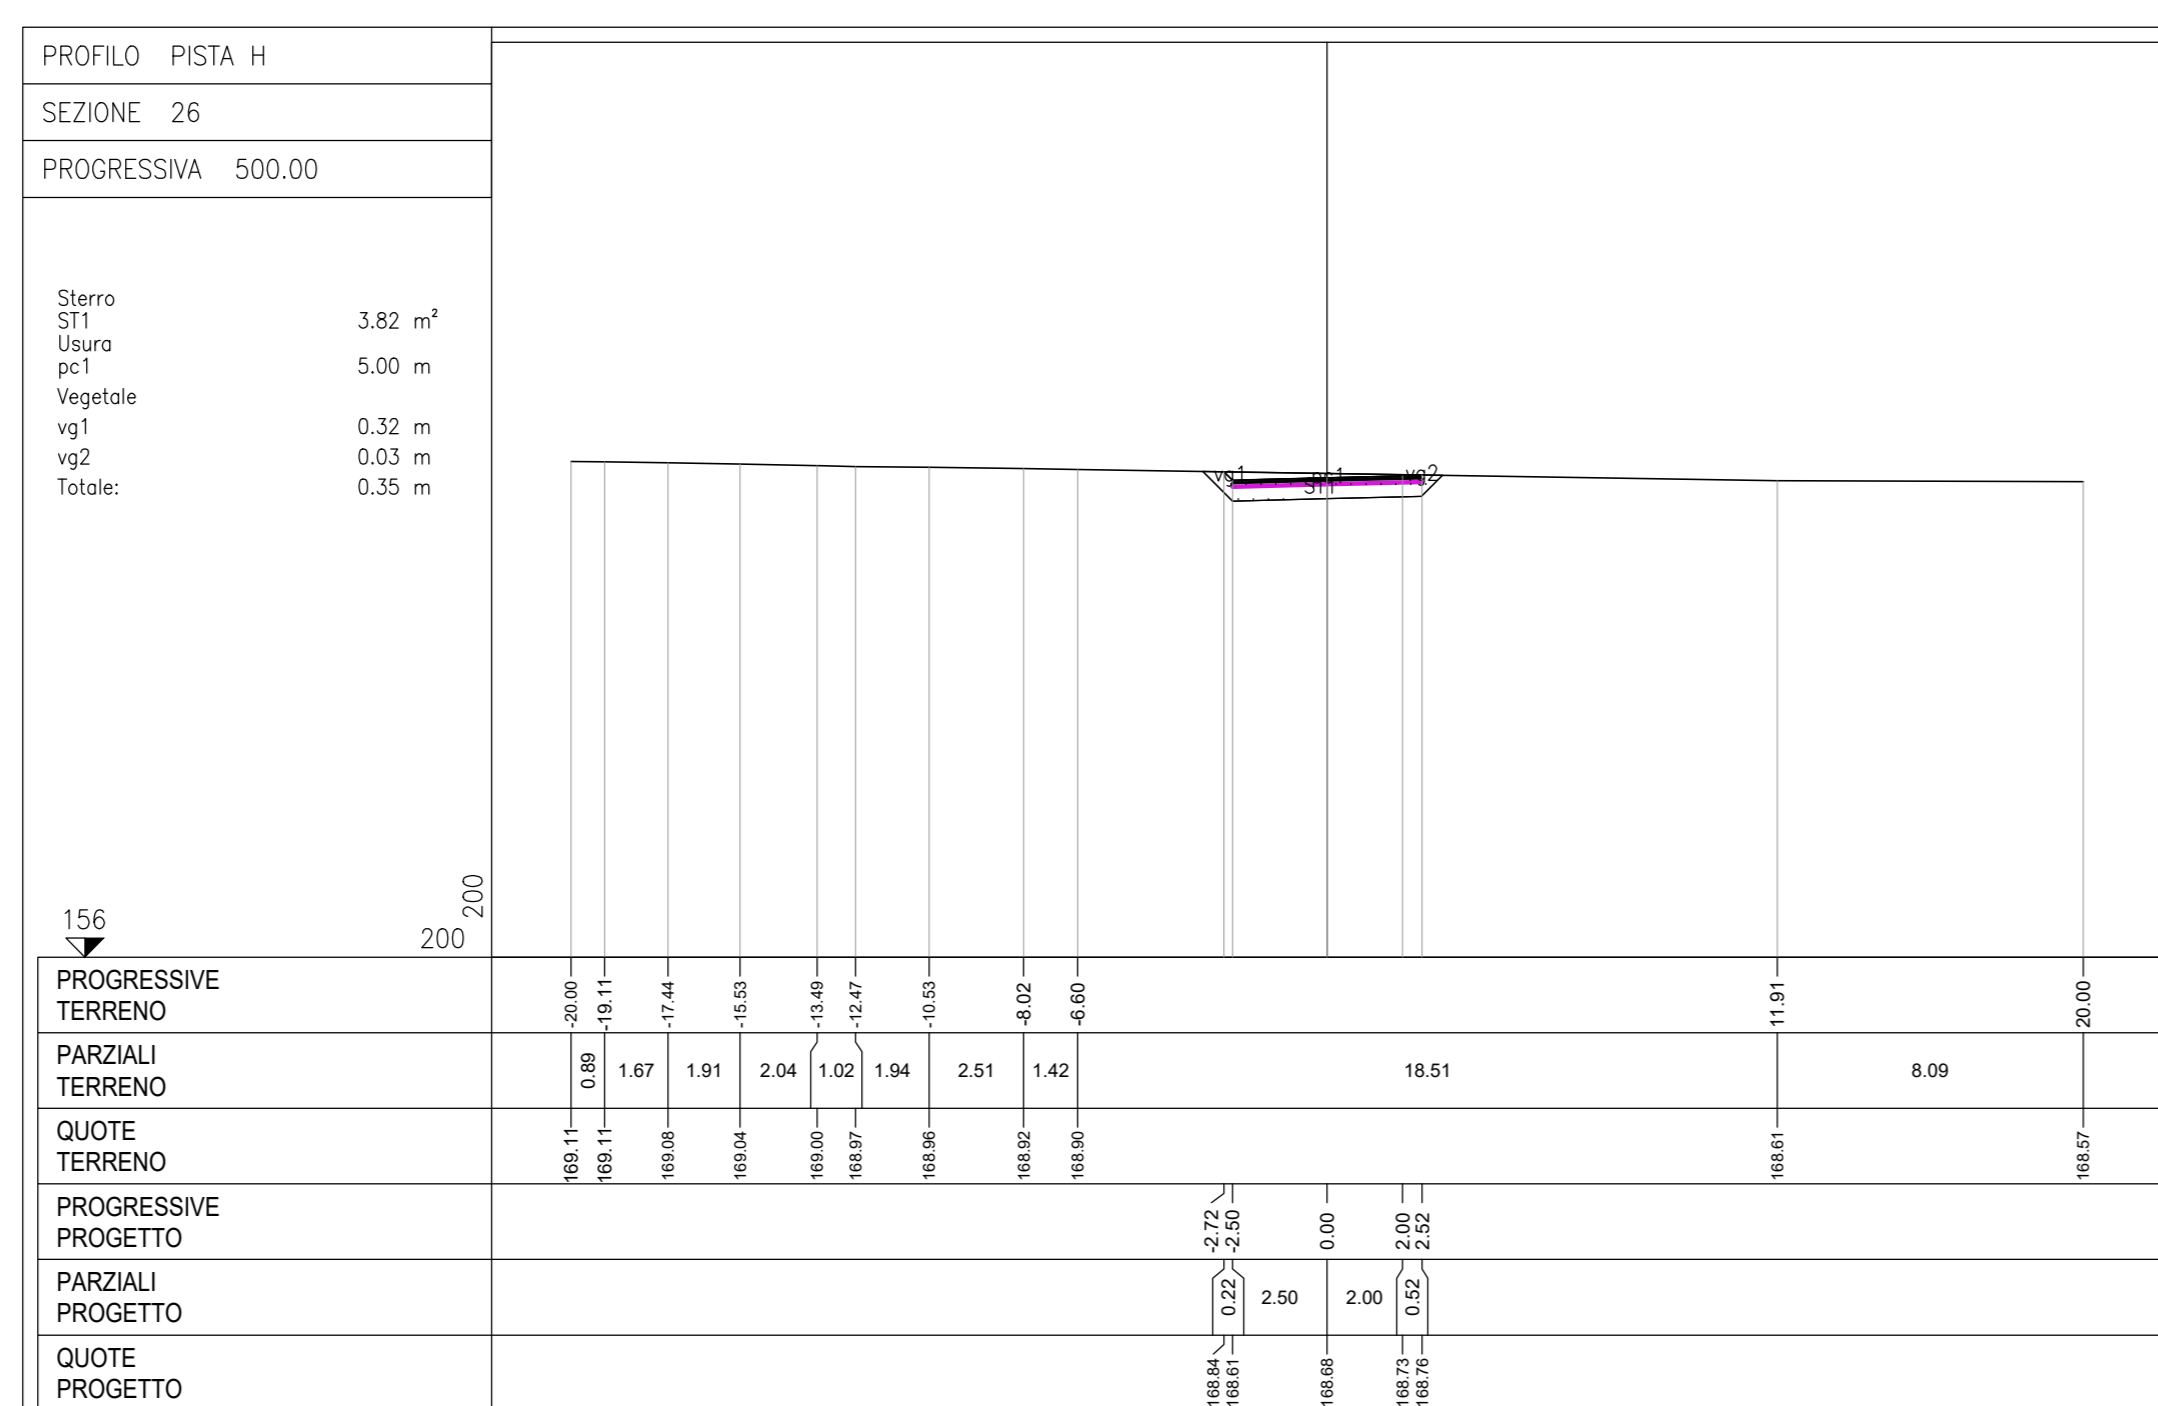 PROFILO PISTA H
SEZIONE 26
PROGRESSIVA 500.00
Sterro
ST1 3.82 m²
Usura
pc1 5.00 m
Vegetale
vg1 0.32 m
vg2 0.03 m
Totale: 0.35 m
vg1 pc1 vg2
ST1
200
156
200
PROGRESSIVE
TERRENO
-20.00 -19.11 -17.44 -15.53 -13.49 -12.47 -10.53 -8.02 -6.60 11.91 20.00
PARZIALI
TERRENO
0.89 1.67 1.91 2.04 1.02 1.94 2.51 1.42 18.51 8.09
QUOTE
TERRENO
169.11 169.11 169.08 169.04 169.00 168.97 168.96 168.92 168.90 168.61 168.57
PROGRESSIVE
PROGETTO
-2.72 -2.50 0.00 2.00 2.52
PARZIALI
PROGETTO
0.22 2.50 2.00 0.52
QUOTE
PROGETTO
168.84 168.61 168.68 168.73 168.76